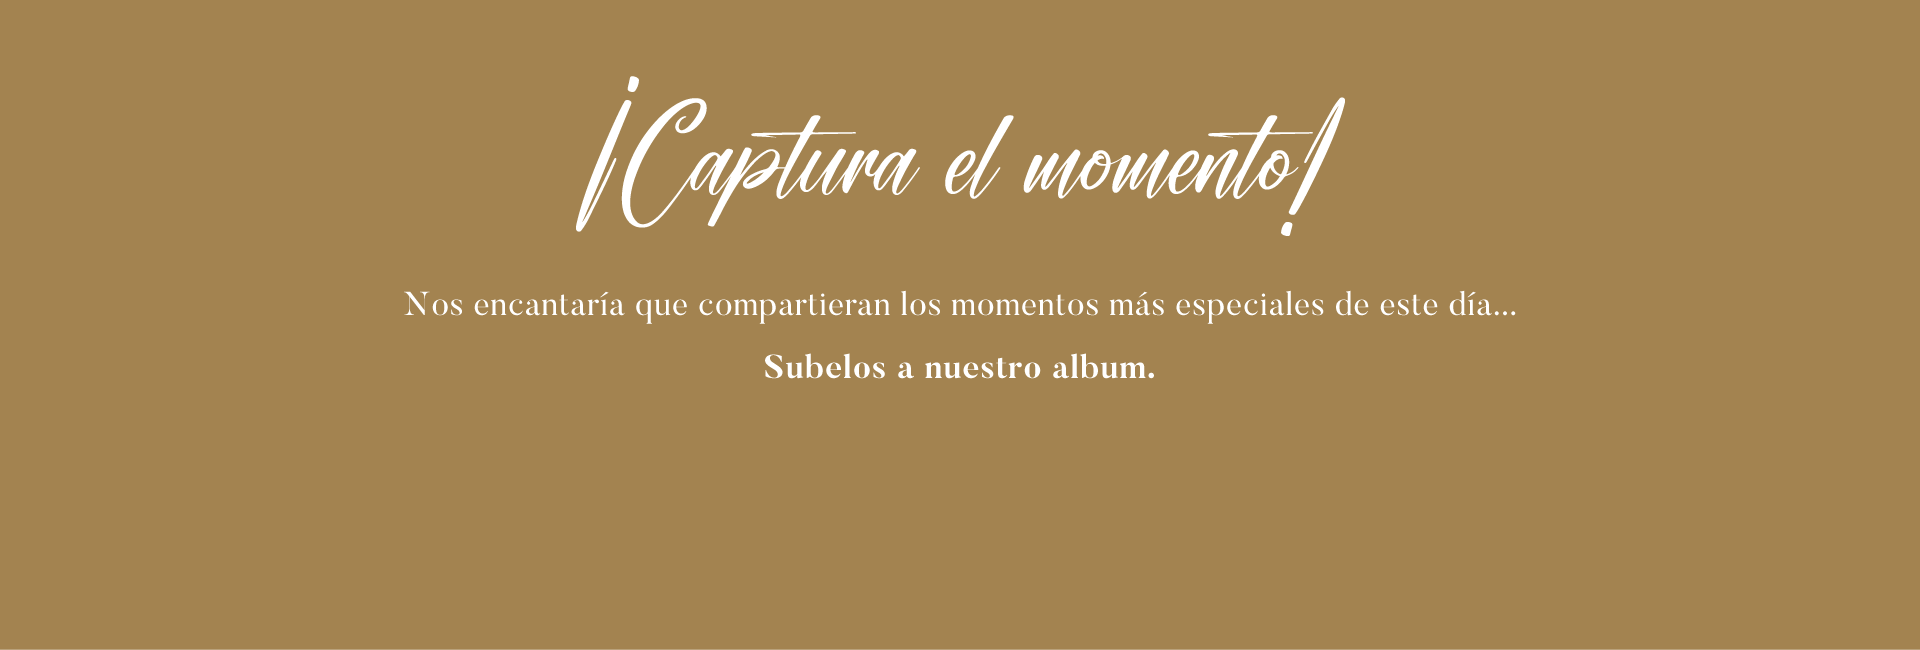 ¡Captura el momento!
Nos encantaría que compartieran los momentos más especiales de este día...
Subelos a nuestro album.